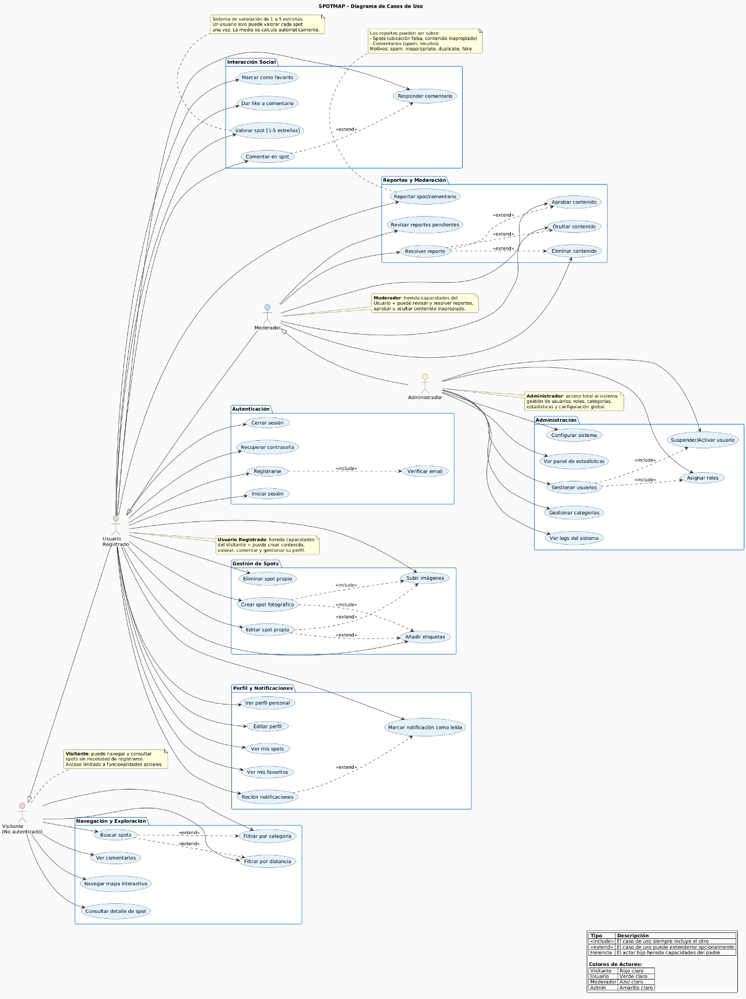 SPOTMAP - Diagrama de Casos de Uso
Sistema de valoración de 1 a 5 estrellas.
Un usuario solo puede valorar cada spot
una vez. La media se calcula automáticamente.
Los reportes pueden ser sobre:
- Spots (ubicación falsa, contenido inapropiado)
- Comentarios (spam, insultos)
Motivos: spam, inappropriate, duplicate, fake
Interacción Social
Marcar como favorito
Responder comentario
Dar like a comentario
Valorar spot [1-5 estrellas]
«extend»
Comentar en spot
Reportes y Moderación
Reportar spot/comentario
Aprobar contenido
«extend»
Revisar reportes pendientes
Ocultar contenido
«extend»
Resolver reporte
«extend»
Eliminar contenido
Moderador: hereda capacidades del
Usuario + puede revisar y resolver reportes,
aprobar u ocultar contenido inapropiado.
Moderador
Administrador
Administrador: acceso total al sistema,
gestión de usuarios, roles, categorías,
estadísticas y configuración global.
Autenticación
Cerrar sesión
Recuperar contraseña
Registrarse
«include»
Verificar email
Iniciar sesión
Administración
Configurar sistema
Suspender/Activar usuario
Ver panel de estadísticas
«include»
Asignar roles
«include»
Gestionar usuarios
Gestionar categorías
Ver logs del sistema
Usuario
Registrado
Usuario Registrado: hereda capacidades
del Visitante + puede crear contenido,
valorar, comentar y gestionar su perfil.
Gestión de Spots
Eliminar spot propio
Subir imágenes
«include»
Crear spot fotográfico
«include»
«extend»
Editar spot propio
«extend»
Añadir etiquetas
Perfil y Notificaciones
Ver perfil personal
Editar perfil
Marcar notificación como leída
Ver mis spots
Ver mis favoritos
«extend»
Recibir notificaciones
Visitante: puede navegar y consultar
spots sin necesidad de registrarse.
Acceso limitado a funcionalidades sociales.
Visitante
(No autenticado)
Navegación y Exploración
Buscar spots
«extend»
Filtrar por categoría
«extend»
Ver comentarios
Filtrar por distancia
Navegar mapa interactivo
Consultar detalle de spot
Tipo Descripción
«include» El caso de uso siempre incluye el otro
«extend» El caso de uso puede extenderse opcionalmente
Herencia El actor hijo hereda capacidades del padre
Colores de Actores:
Visitante Rojo claro
Usuario Verde claro
Moderador Azul claro
Admin Amarillo claro